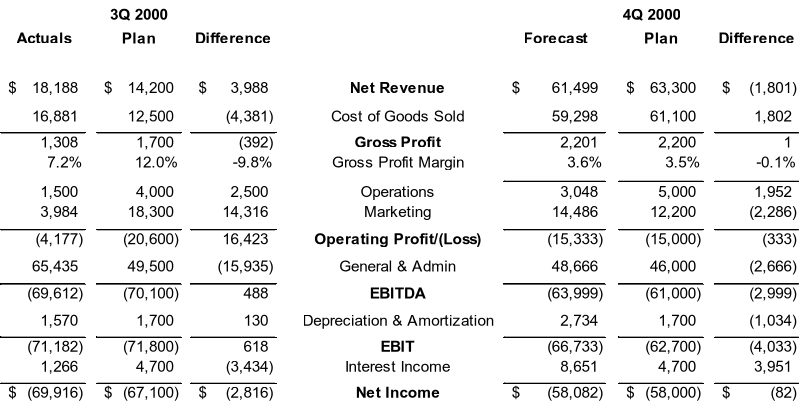 3Q 2000 4Q 2000
Actuals Plan Difference Forecast Plan Difference
$ 18,188 $ 14,200 $ 3,988 Net Revenue $ 61,499 $ 63,300 $ (1,801)
16,881 12,500 (4,381) Cost of Goods Sold 59,298 61,100 1,802
1,308 1,700 (392) Gross Profit 2,201 2,200 1
7.2% 12.0% -9.8% Gross Profit Margin 3.6% 3.5% -0.1%
1,500 4,000 2,500 Operations 3,048 5,000 1,952
3,984 18,300 14,316 Marketing 14,486 12,200 (2,286)
(4,177) (20,600) 16,423 Operating Profit/(Loss) (15,333) (15,000) (333)
65,435 49,500 (15,935) General & Admin 48,666 46,000 (2,666)
(69,612) (70,100) 488 EBITDA (63,999) (61,000) (2,999)
1,570 1,700 130 Depreciation & Amortization 2,734 1,700 (1,034)
(71,182) (71,800) 618 EBIT (66,733) (62,700) (4,033)
1,266 4,700 (3,434) Interest Income 8,651 4,700 3,951
$ (69,916) $ (67,100) $ (2,816) Net Income $ (58,082) $ (58,000) $ (82)